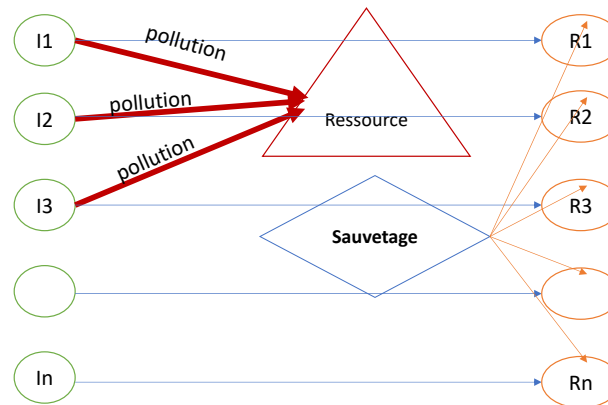 I1
pollution
R1
I2
pollution
Ressource
R2
pollution
I3
R3
Sauvetage
In
Rn